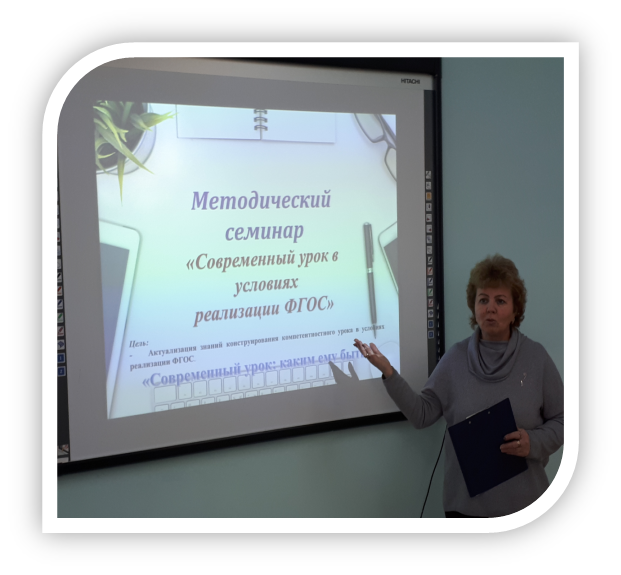 HITACHI
Методический
семинар
«Современный урок в
условиях
реализации ФГОС»
Цель:
- Актуализация знаний конструирования компетентностного урока в условиях
реализации ФГОС.
«Современный урок: каким ему быть